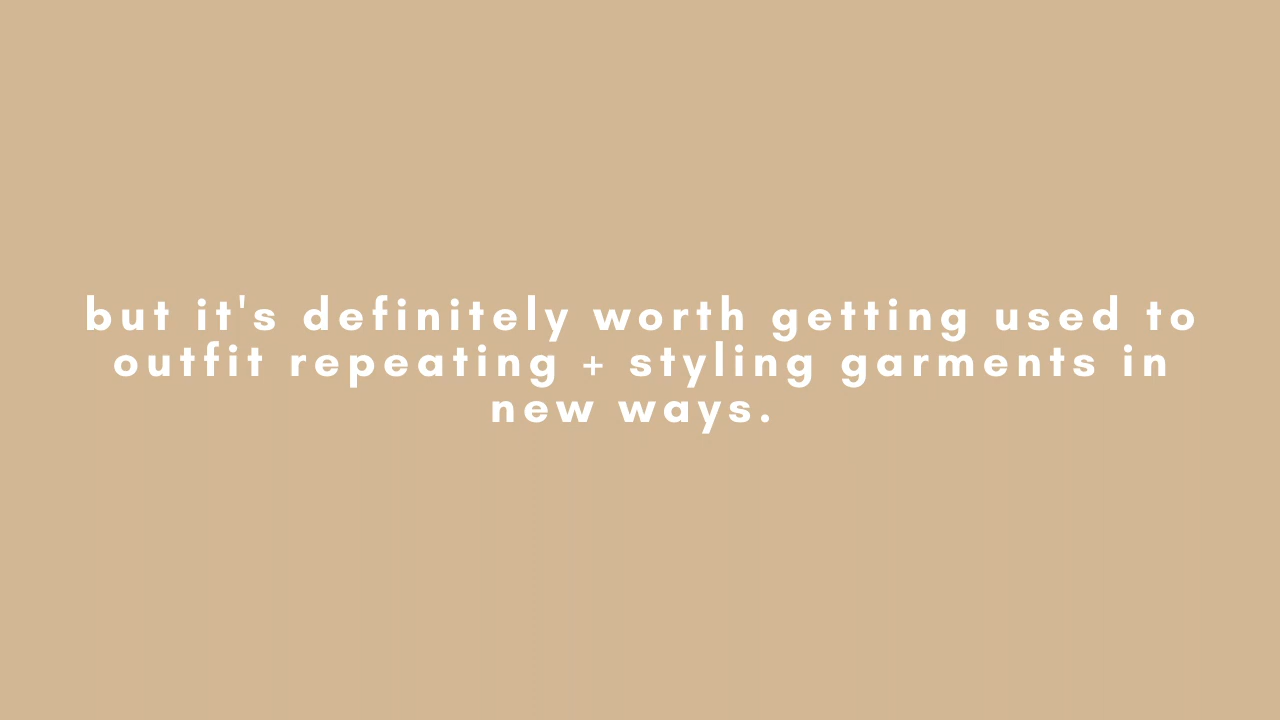 but it's definitely worth getting used to
outfit repeating + styling garments in
new ways.